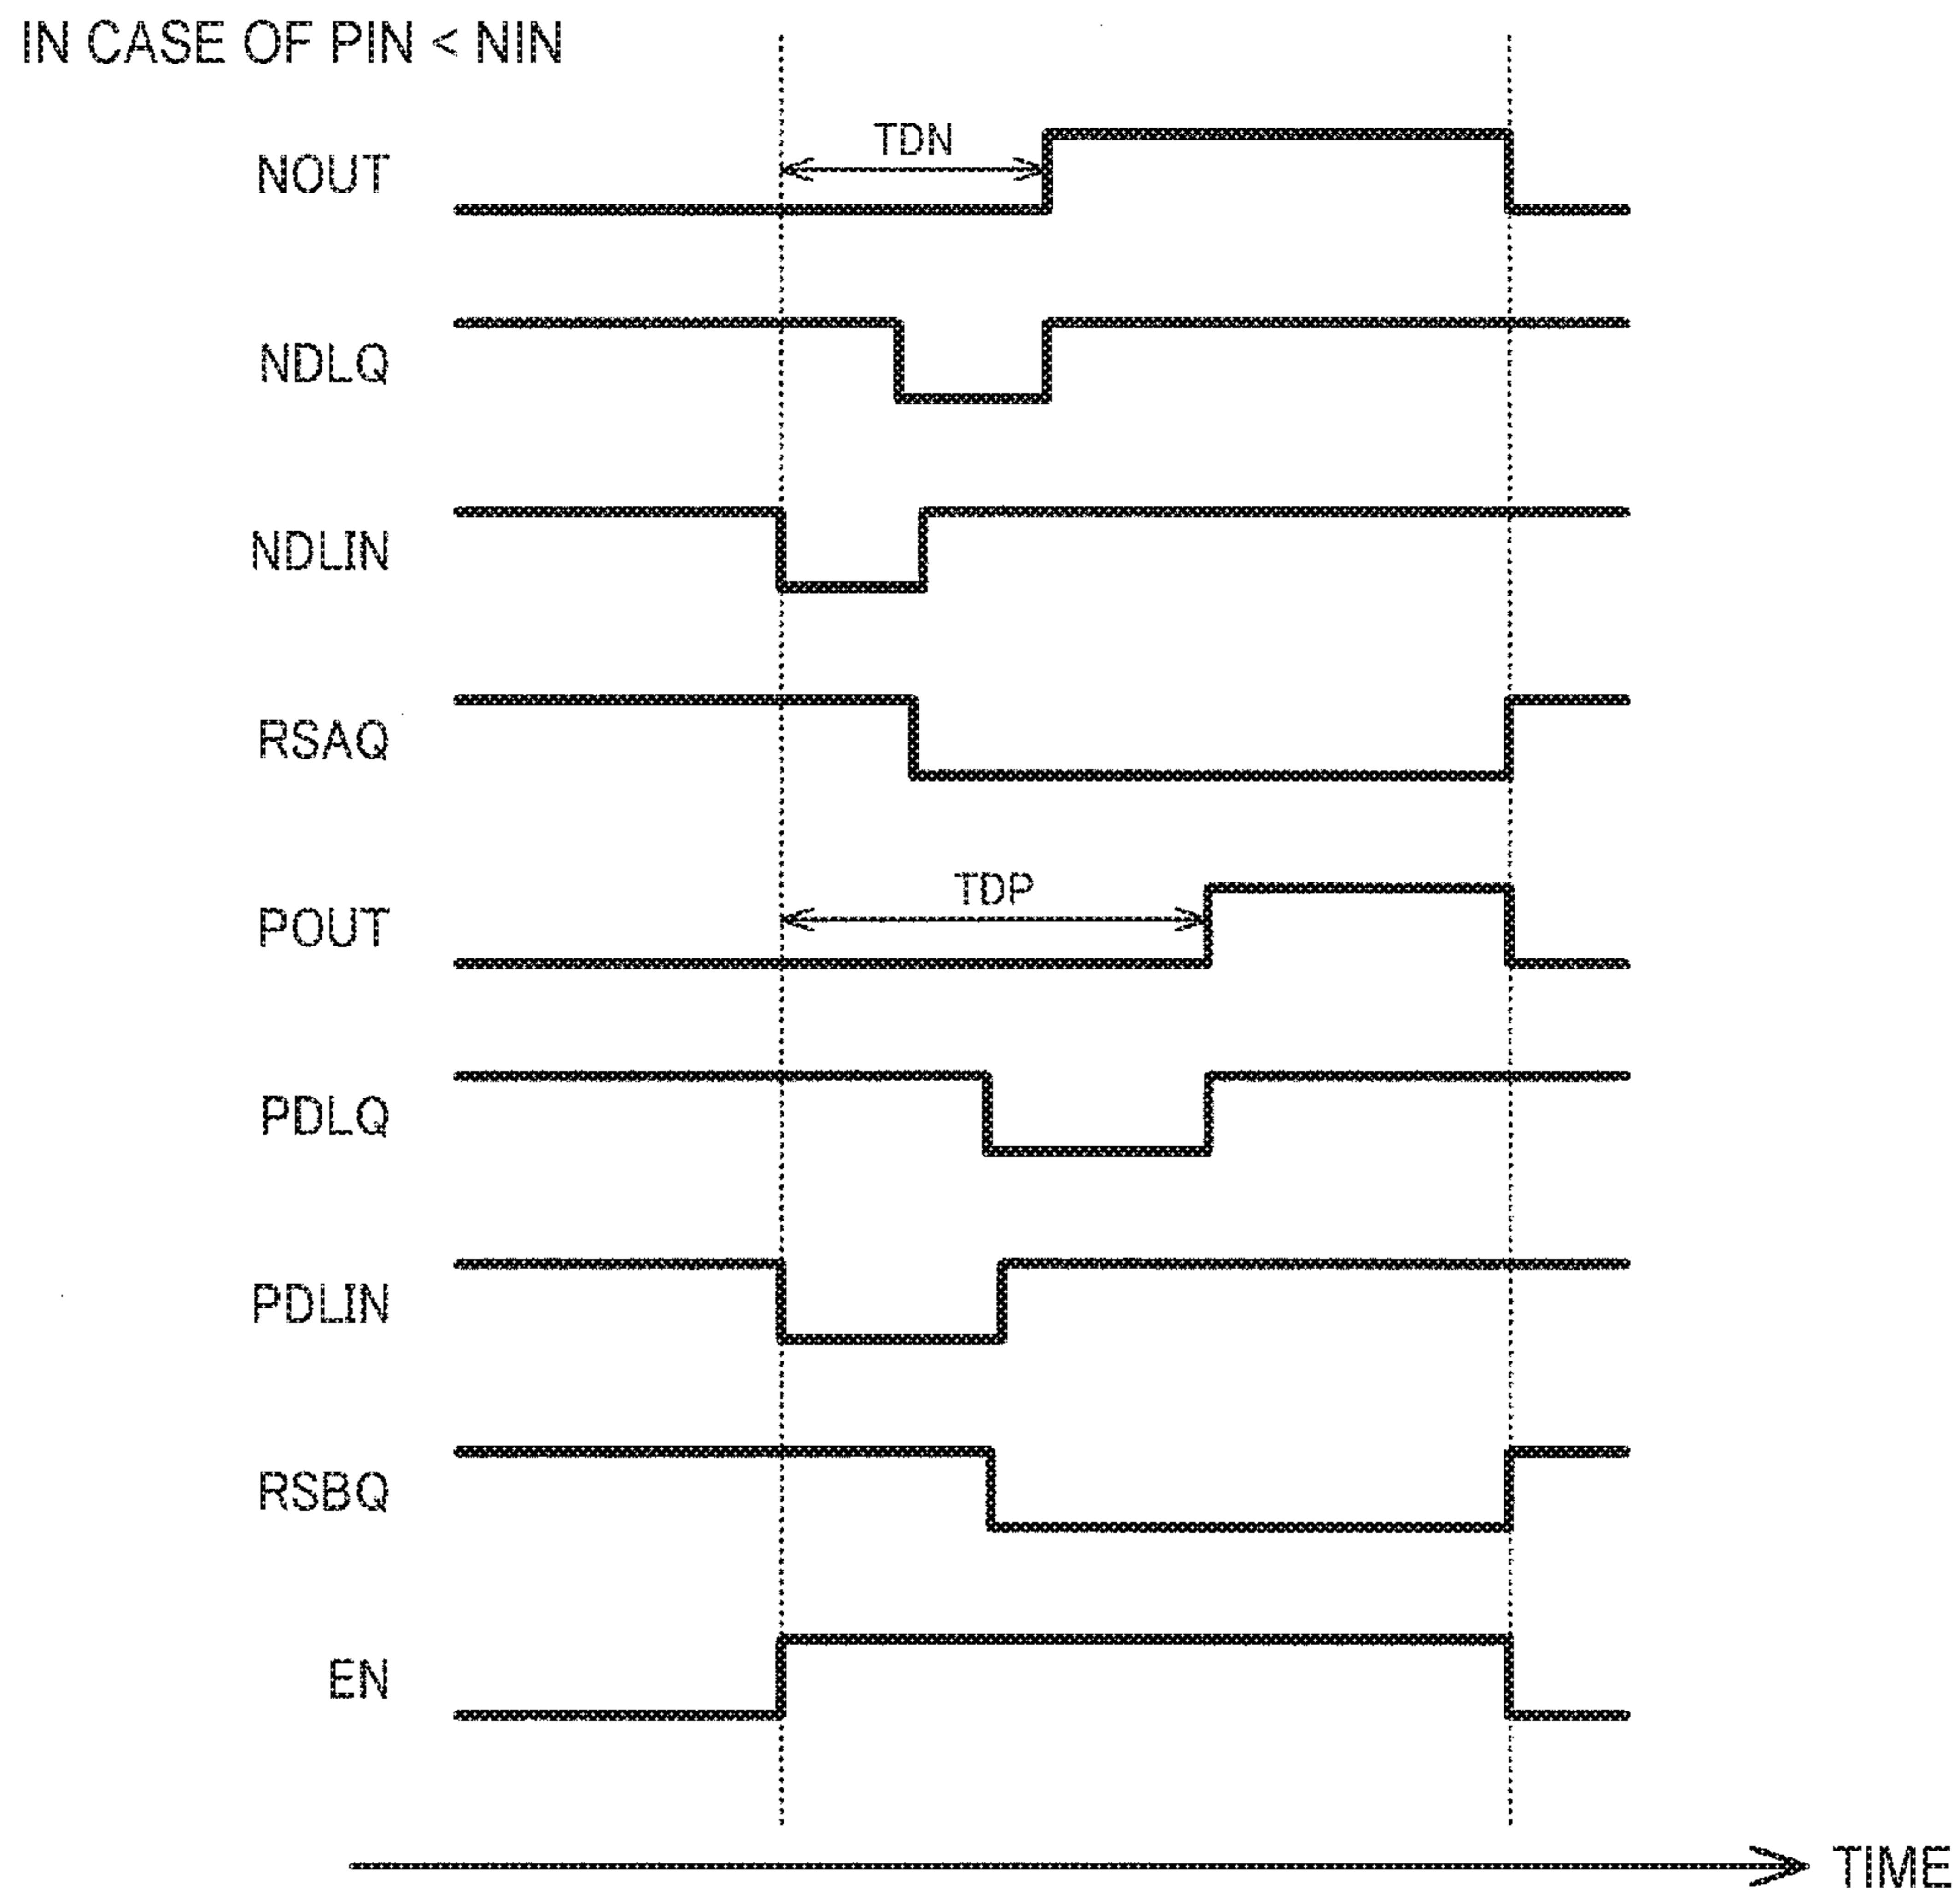 IN CASE OF PIN < NIN
TDN
NOUT
NDLQ
NDLIN
RSAQ
TDP
POUT
PDLQ
PDLIN
RSBQ
EN
TIME